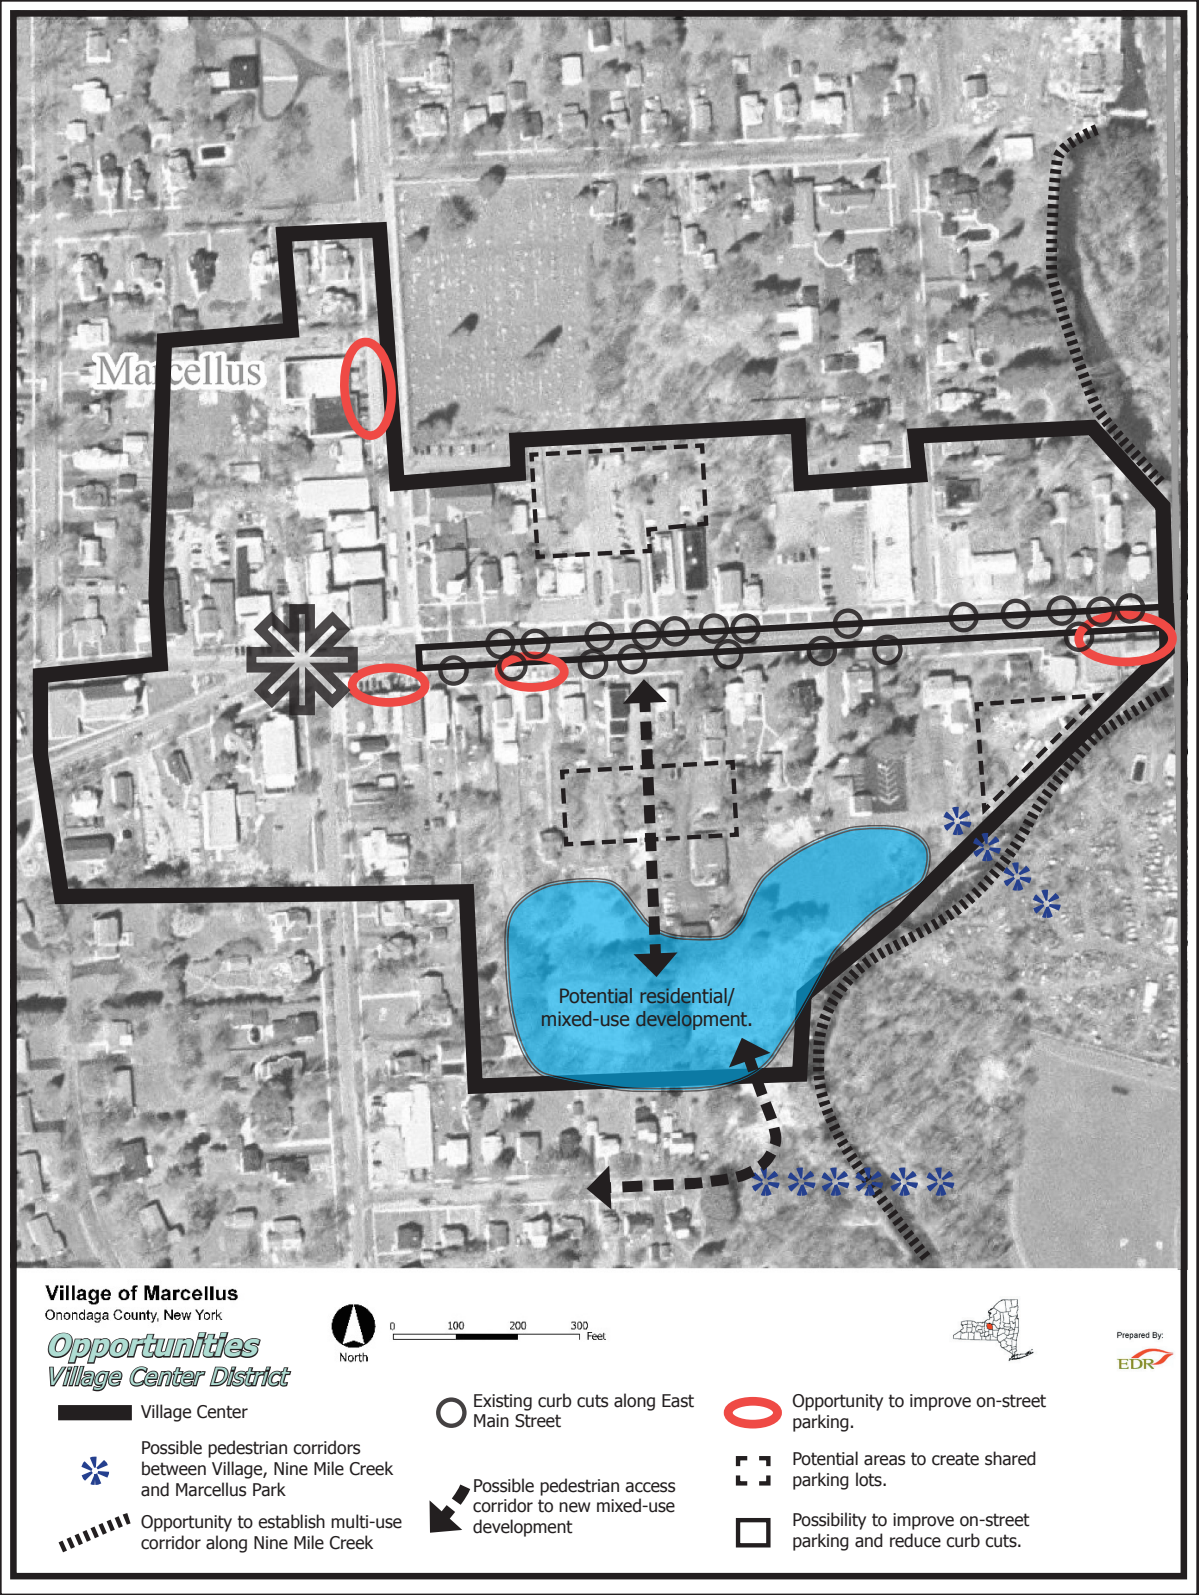 Marcellus
Potential residential/
mixed-use development.
Village of Marcellus
Onondaga County, New York
Opportunities
Village Center District
North
0 100 200 300
Feet
Prepared By:
EDR
Village Center
Possible pedestrian corridors
between Village, Nine Mile Creek
and Marcellus Park
Opportunity to establish multi-use
corridor along Nine Mile Creek
Existing curb cuts along East
Main Street
Possible pedestrian access
corridor to new mixed-use
development
Opportunity to improve on-street
parking.
Potential areas to create shared
parking lots.
Possibility to improve on-street
parking and reduce curb cuts.